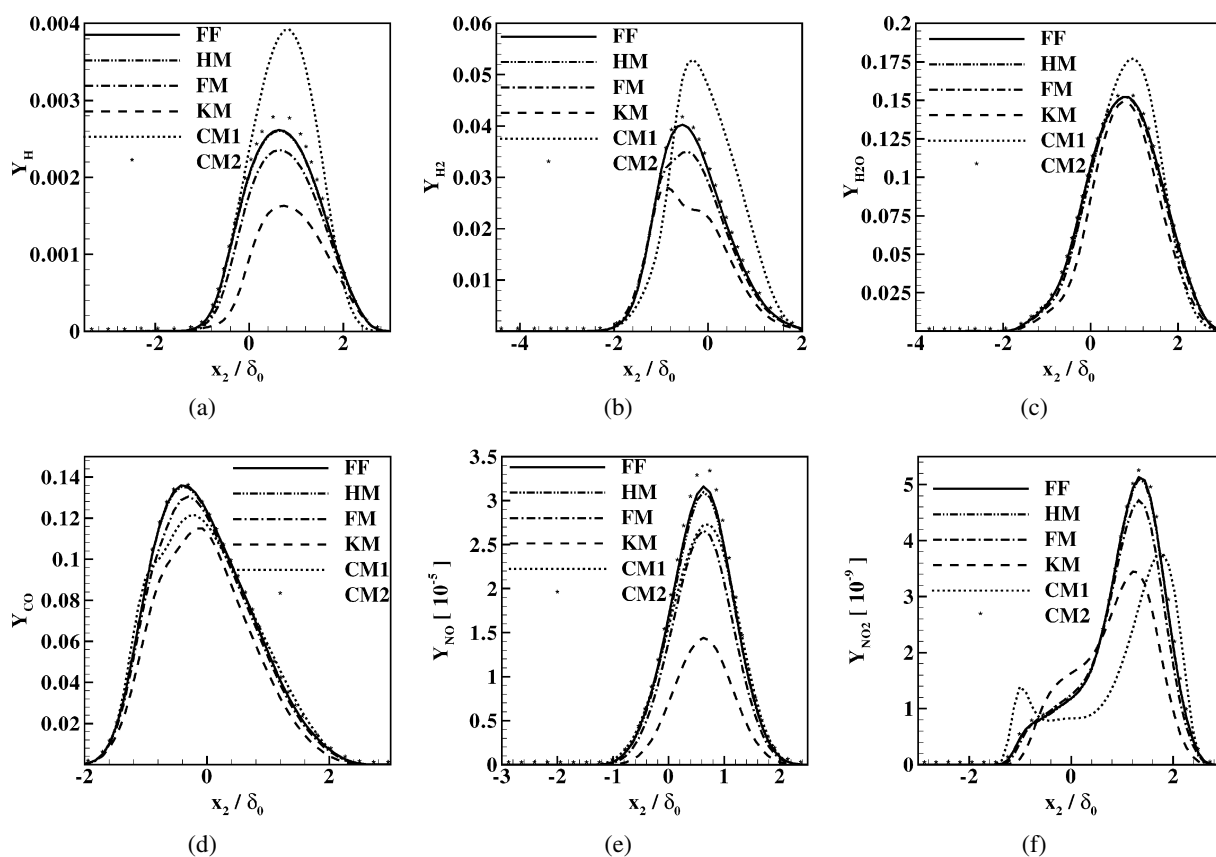 0.004
0.003
0.002
0.001
0
Y_H
FF
HM
FM
KM
CM1
CM2
-2 0 2
x_2 / δ_0
(a)
0.06
0.05
0.04
0.03
0.02
0.01
Y_H2
FF
HM
FM
KM
CM1
CM2
-4 -2 0 2
x_2 / δ_0
(b)
0.2
0.175
0.15
0.125
0.1
0.075
0.05
0.025
0
Y_H2O
FF
HM
FM
KM
CM1
CM2
-4 -2 0 2
x_2 / δ_0
(c)
0.14
0.12
0.1
0.08
0.06
0.04
0.02
Y_CO
FF
HM
FM
KM
CM1
CM2
-2 0 2
x_2 / δ_0
(d)
3.5
3
2.5
2
1.5
1
0.5
0
Y_NO [ 10^-5 ]
FF
HM
FM
KM
CM1
CM2
-3 -2 -1 0 1 2
x_2 / δ_0
(e)
5
4
3
2
1
0
Y_NO2 [ 10^-9 ]
FF
HM
FM
KM
CM1
CM2
-2 0 2
x_2 / δ_0
(f)